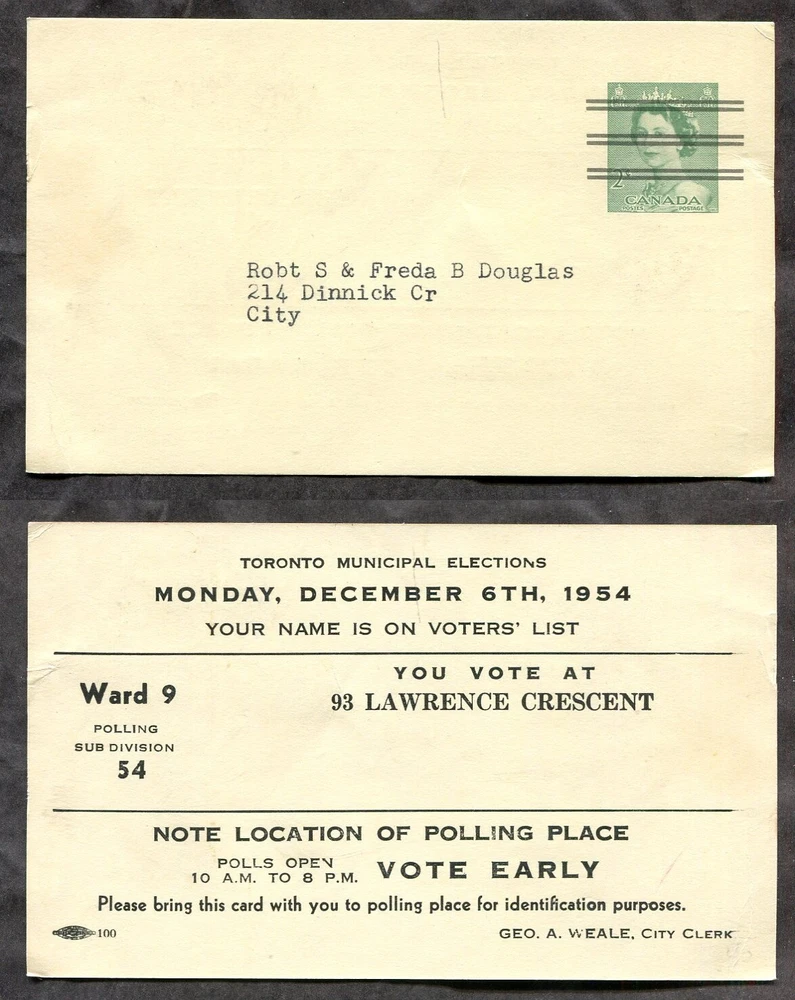 2¢
CANADA
POSTES POSTAGE
Robt S & Freda B Douglas
214 Dinnick Cr
City
TORONTO MUNICIPAL ELECTIONS
MONDAY, DECEMBER 6TH, 1954
YOUR NAME IS ON VOTERS' LIST
Ward 9
POLLING
SUB DIVISION
54
YOU VOTE AT
93 LAWRENCE CRESCENT
NOTE LOCATION OF POLLING PLACE
POLLS OPEN
10 A.M. TO 8 P.M.
VOTE EARLY
Please bring this card with you to polling place for identification purposes.
100
GEO. A. WEALE, CITY CLERK